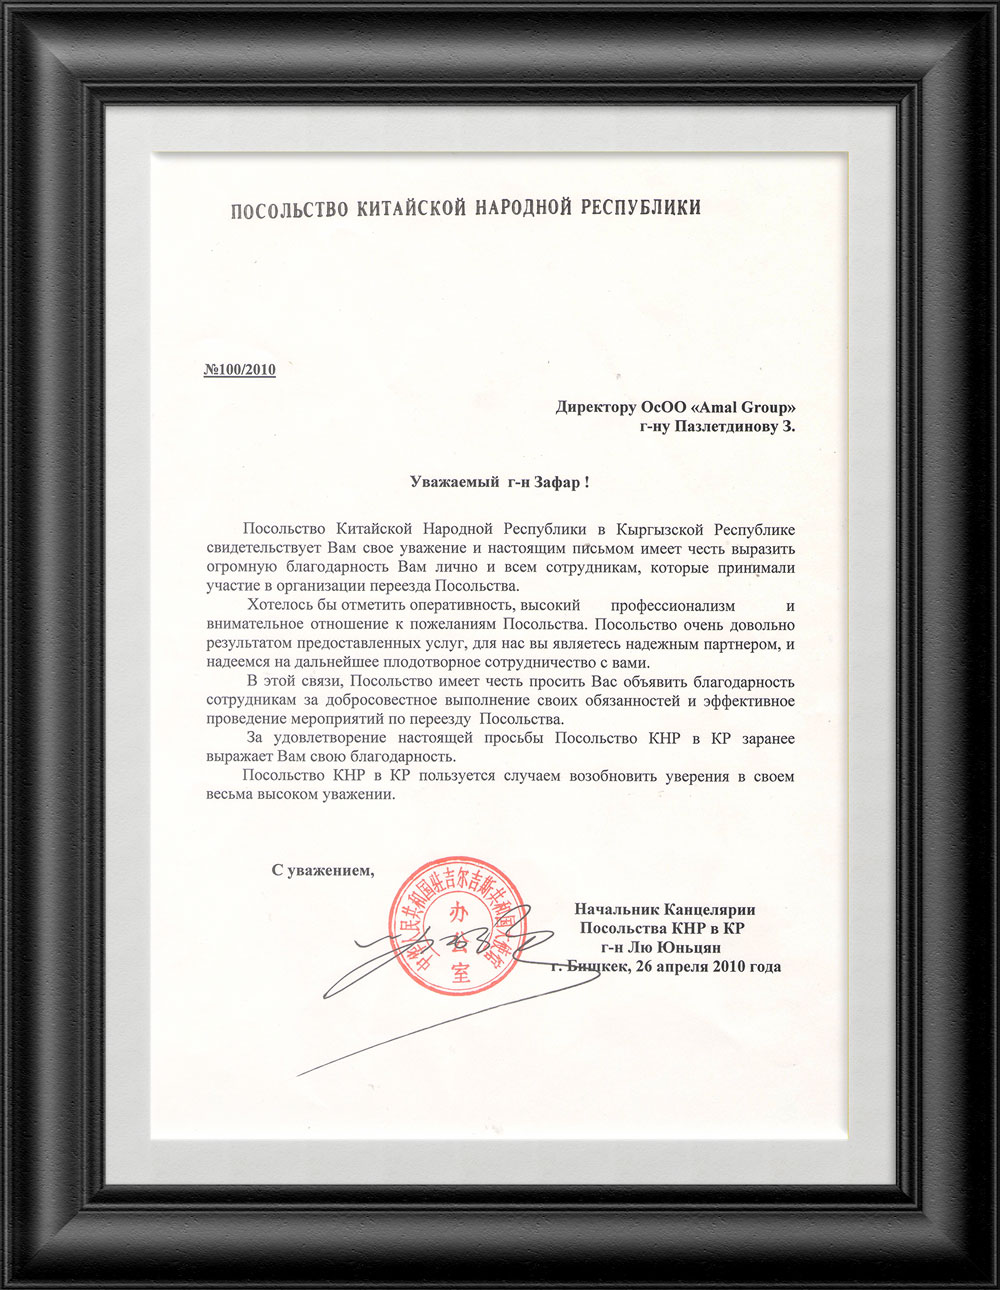 ПОСОЛЬСТВО КИТАЙСКОЙ НАРОДНОЙ РЕСПУБЛИКИ
№100/2010
Директору ОсОО «Amal Group»
г-ну Пазлетдинову З.
Уважаемый г-н Зафар !
Посольство Китайской Народной Республики в Кыргызской Республике
свидетельствует Вам свое уважение и настоящим письмом имеет честь выразить
огромную благодарность Вам лично и всем сотрудникам, которые принимали
участие в организации переезда Посольства.
Хотелось бы отметить оперативность, высокий профессионализм и
внимательное отношение к пожеланиям Посольства. Посольство очень довольно
результатом предоставленных услуг, для нас вы являетесь надежным партнером, и
надеемся на дальнейшее плодотворное сотрудничество с вами.
В этой связи, Посольство имеет честь просить Вас объявить благодарность
сотрудникам за добросовестное выполнение своих обязанностей и эффективное
проведение мероприятий по переезду Посольства.
За удовлетворение настоящей просьбы Посольство КНР в КР заранее
выражает Вам свою благодарность.
Посольство КНР в КР пользуется случаем возобновить уверения в своем
весьма высоком уважении.
С уважением,
中华人民共和国驻吉尔吉斯共和国大使馆
办
公
室
Начальник Канцелярии
Посольства КНР в КР
г-н Лю Юньцян
г. Бишкек, 26 апреля 2010 года